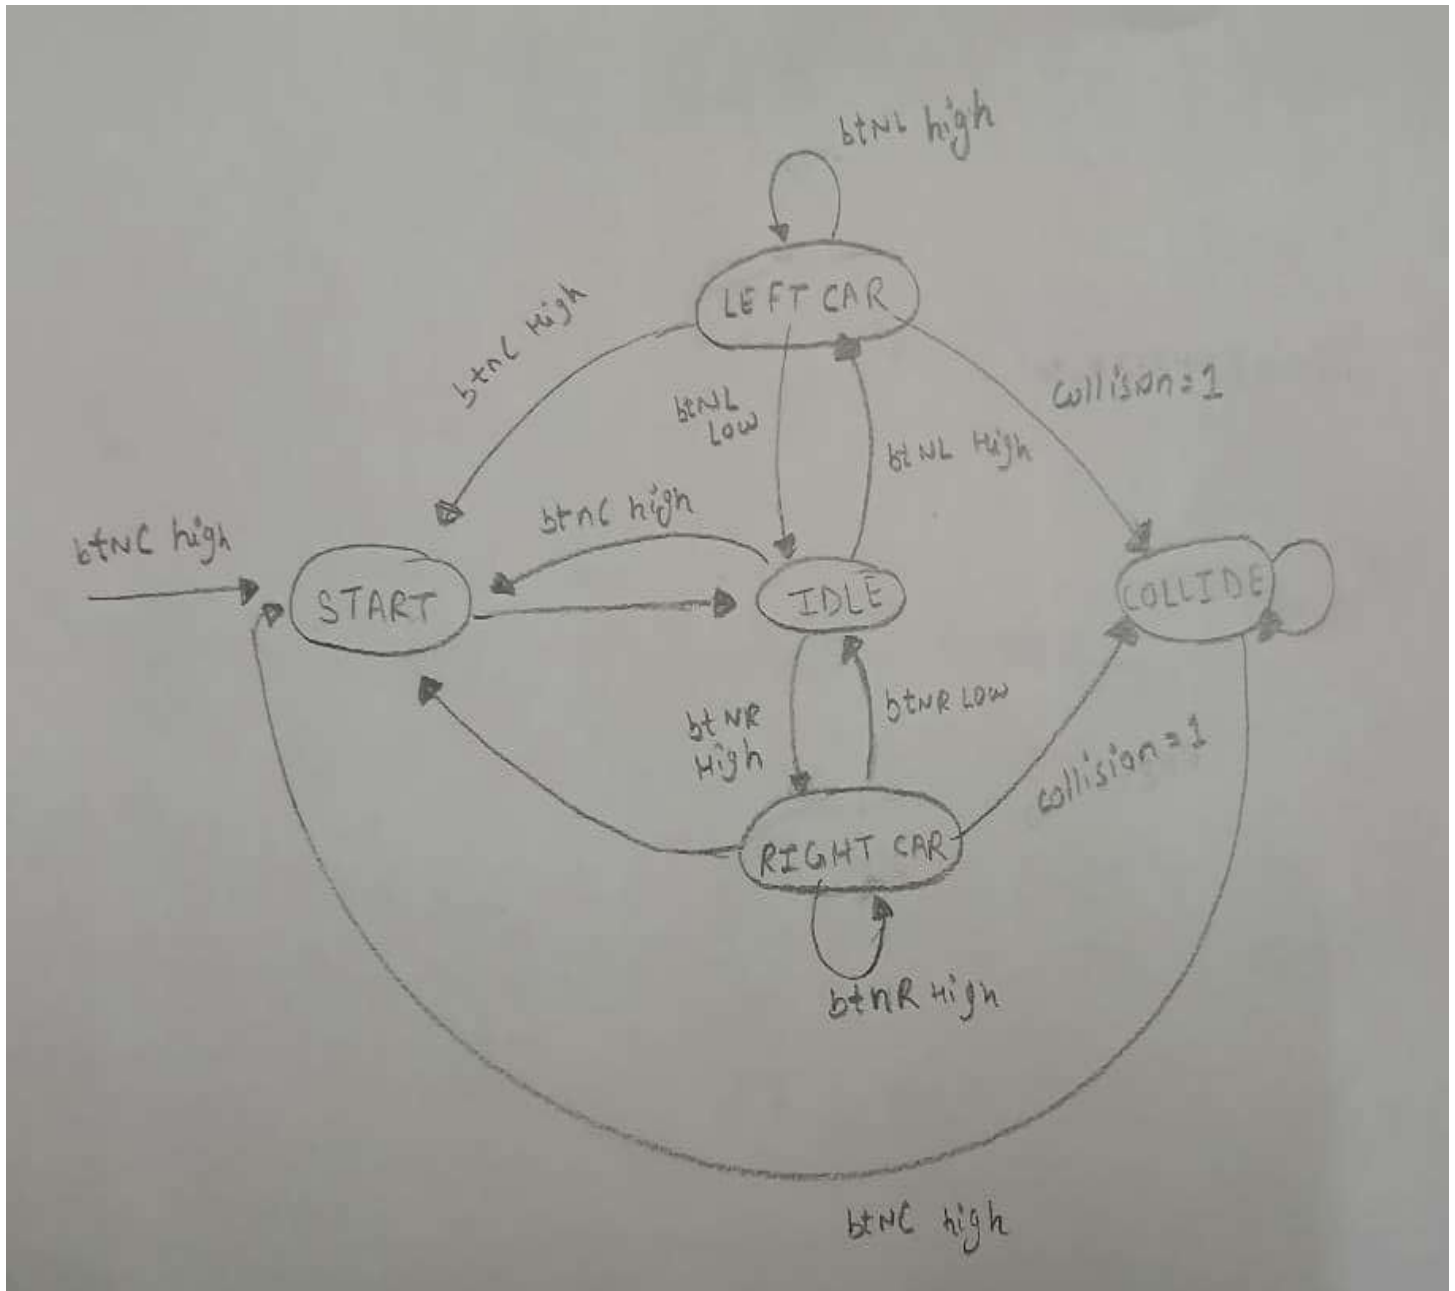 btNL high
LEFT CAR
btnC High
collision=1
btNL
LOW
btNL High
btnC high
btNC high
START
IDLE
COLLIDE
btNR
High
btNR LOW
collision=1
RIGHT CAR
btnR High
btNC high